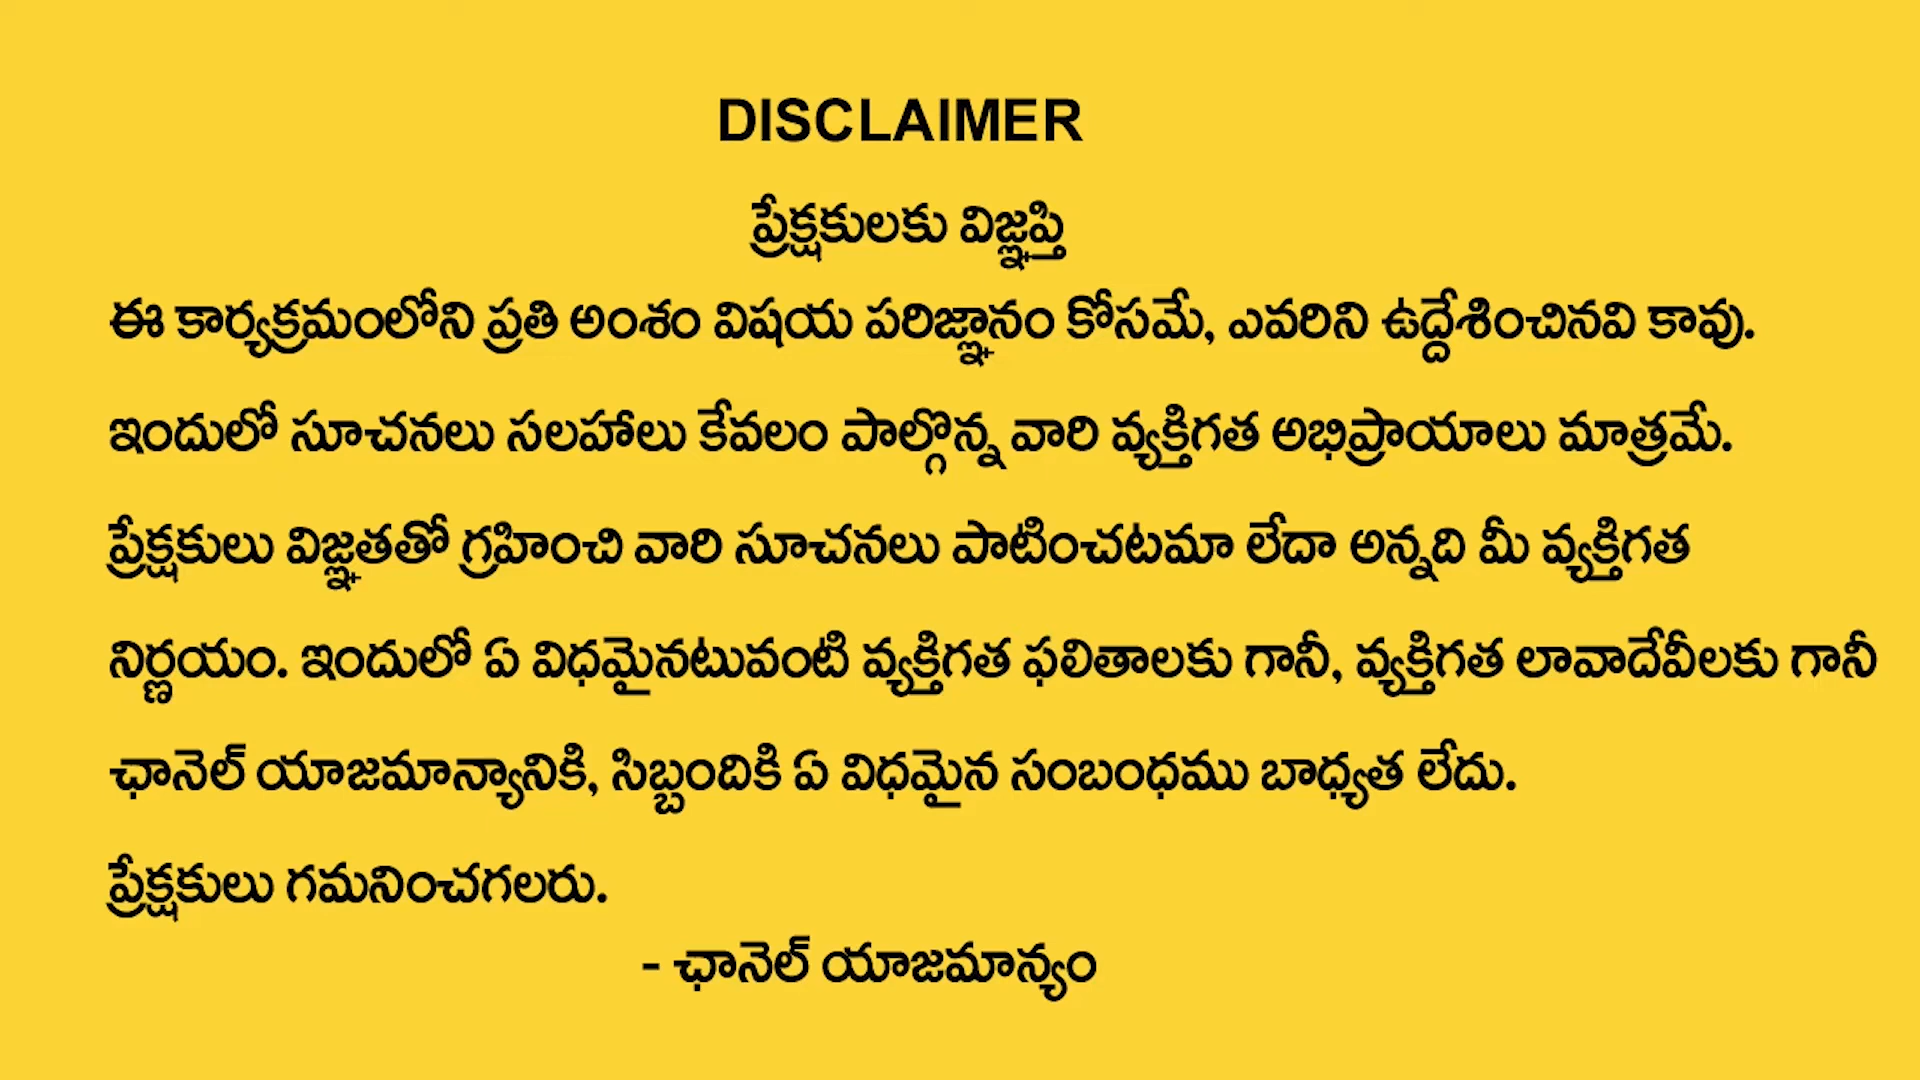 DISCLAIMER
ప్రేక్షకులకు విజ్ఞప్తి
ఈ కార్యక్రమంలోని ప్రతి అంశం విషయ పరిజ్ఞానం కోసమే, ఎవరిని ఉద్దేశించినవి కావు.
ఇందులో సూచనలు సలహాలు కేవలం పాల్గొన్న వారి వ్యక్తిగత అభిప్రాయాలు మాత్రమే.
ప్రేక్షకులు విజ్ఞతతో గ్రహించి వారి సూచనలు పాటించటమా లేదా అన్నది మీ వ్యక్తిగత
నిర్ణయం. ఇందులో ఏ విధమైనటువంటి వ్యక్తిగత ఫలితాలకు గానీ, వ్యక్తిగత లావాదేవీలకు గానీ
ఛానెల్ యాజమాన్యానికి, సిబ్బందికి ఏ విధమైన సంబంధము బాధ్యత లేదు.
ప్రేక్షకులు గమనించగలరు.
- ఛానెల్ యాజమాన్యం